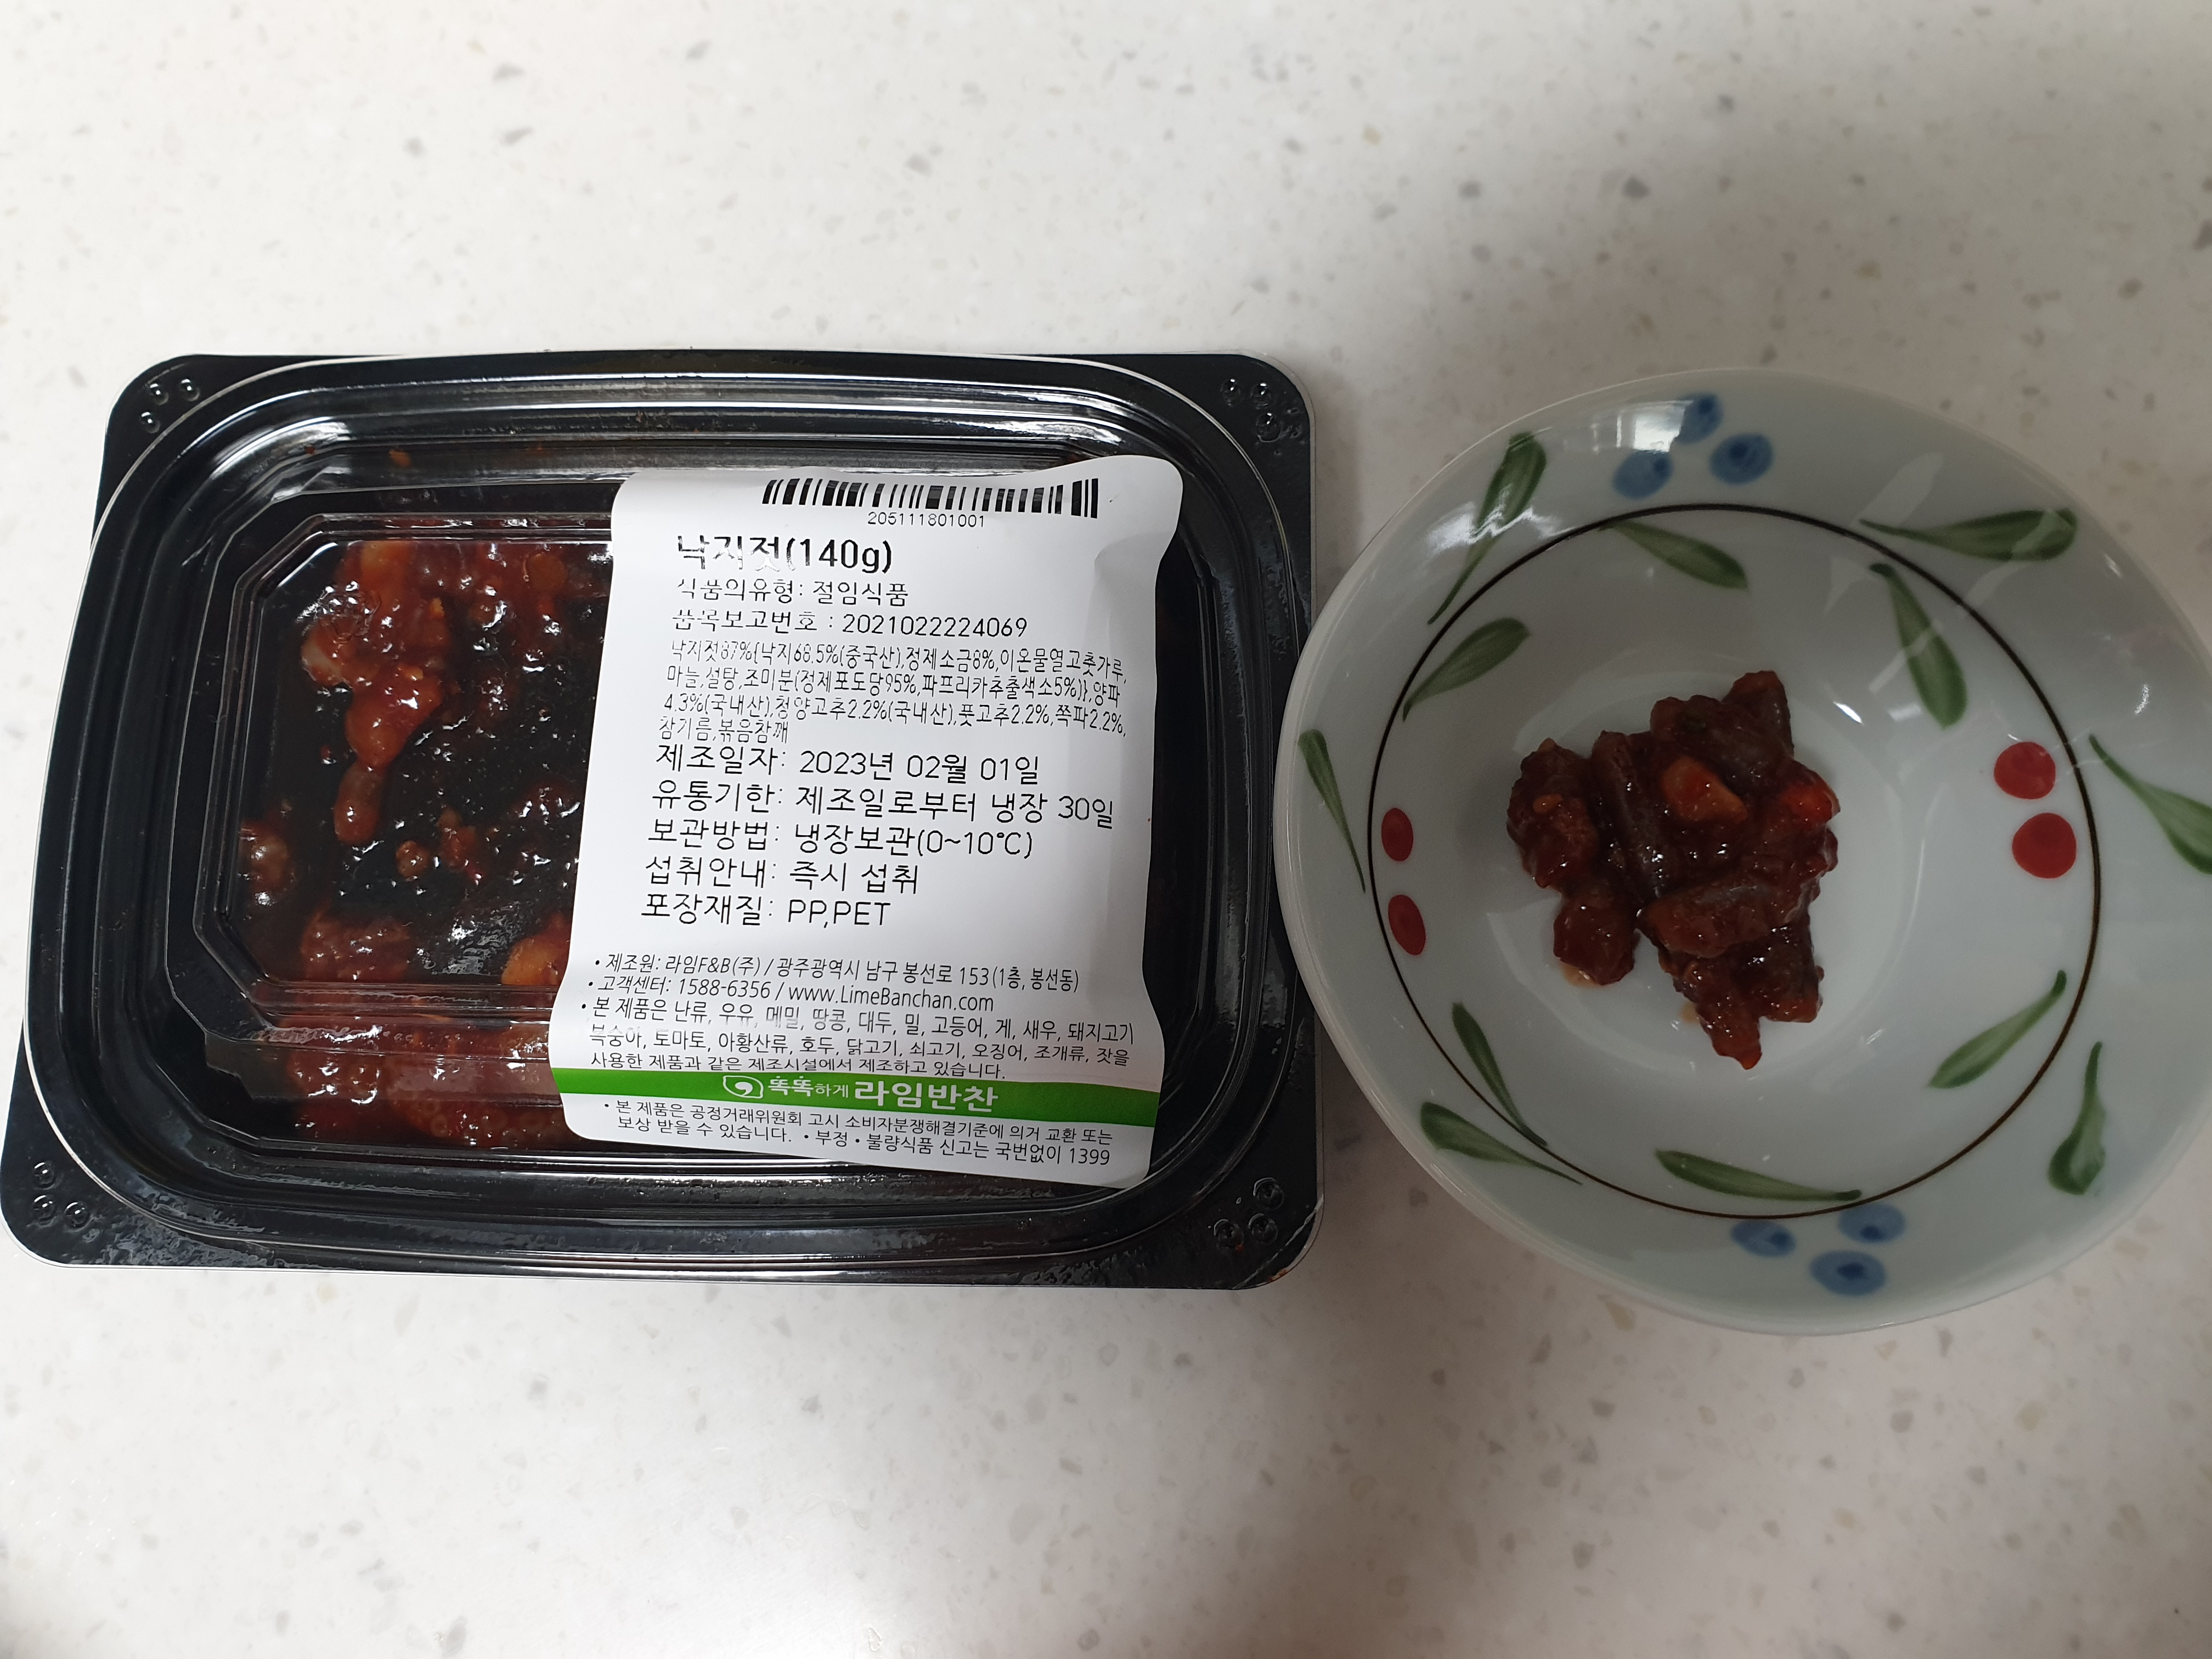 205111801001
낙지젓(140g)
식품의유형: 절임식품
품목보고번호 : 2021022224069
낙지젓87%{낙지68.5%(중국산),정제소금8%,이온물엿,고춧가루,
마늘,설탕,조미분(정제포도당95%,파프리카추출색소5%)},양파
4.3%(국내산),청양고추2.2%(국내산),풋고추2.2%,쪽파2.2%,
참기름,볶음참깨
제조일자: 2023년 02월 01일
유통기한: 제조일로부터 냉장 30일
보관방법: 냉장보관(0~10℃)
섭취안내: 즉시 섭취
포장재질: PP,PET
• 제조원: 라임F&B(주) / 광주광역시 남구 봉선로 153(1층, 봉선동)
• 고객센터: 1588-6356 / www.LimeBanchan.com
• 본 제품은 난류, 우유, 메밀, 땅콩, 대두, 밀, 고등어, 게, 새우, 돼지고기
복숭아, 토마토, 아황산류, 호두, 닭고기, 쇠고기, 오징어, 조개류, 잣을
사용한 제품과 같은 제조시설에서 제조하고 있습니다.
똑똑하게 라임반찬
• 본 제품은 공정거래위원회 고시 소비자분쟁해결기준에 의거 교환 또는
보상 받을 수 있습니다. • 부정 • 불량식품 신고는 국번없이 1399